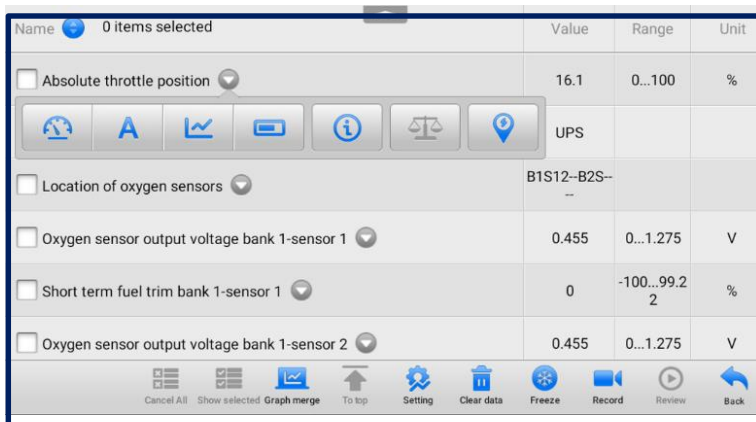 Name 0 items selected Value Range Unit
Absolute throttle position 16.1 0...100 %
A
UPS
Location of oxygen sensors B1S12--B2S--
--
Oxygen sensor output voltage bank 1-sensor 1 0.455 0...1.275 V
Short term fuel trim bank 1-sensor 1 0 -100...99.2
2 %
Oxygen sensor output voltage bank 1-sensor 2 0.455 0...1.275 V
Cancel All Show selected Graph merge To top Setting Clear data Freeze Record Review Back